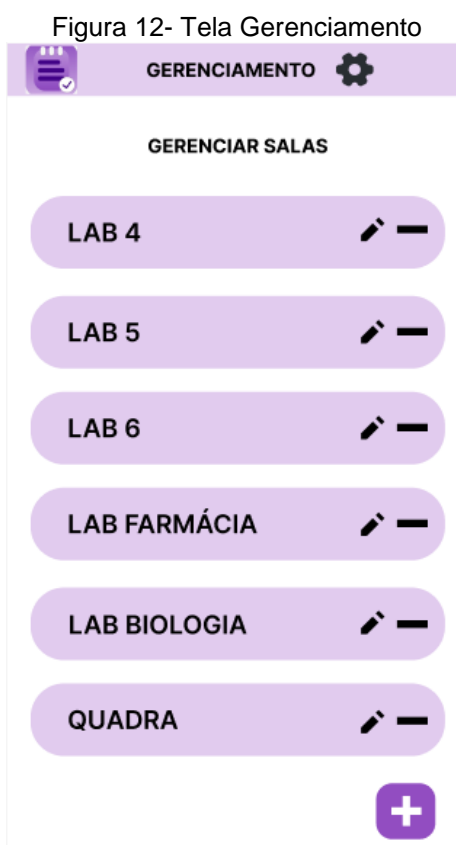 Figura 12- Tela Gerenciamento
GERENCIAMENTO
GERENCIAR SALAS
LAB 4
LAB 5
LAB 6
LAB FARMÁCIA
LAB BIOLOGIA
QUADRA